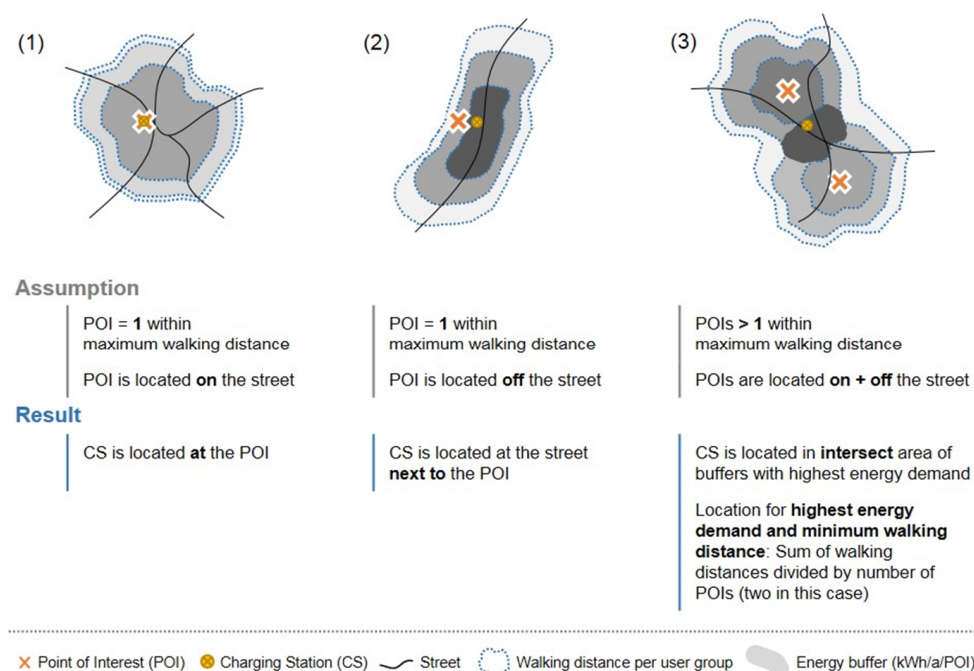 (1)
(2)
(3)
Assumption
POI = 1 within
maximum walking distance
POI is located on the street
POI = 1 within
maximum walking distance
POI is located off the street
POIs > 1 within
maximum walking distance
POIs are located on + off the street
Result
CS is located at the POI
CS is located at the street
next to the POI
CS is located in intersect area of
buffers with highest energy demand
Location for highest energy
demand and minimum walking
distance: Sum of walking
distances divided by number of
POIs (two in this case)
Point of Interest (POI)
Charging Station (CS)
Street
Walking distance per user group
Energy buffer (kWh/a/POI)